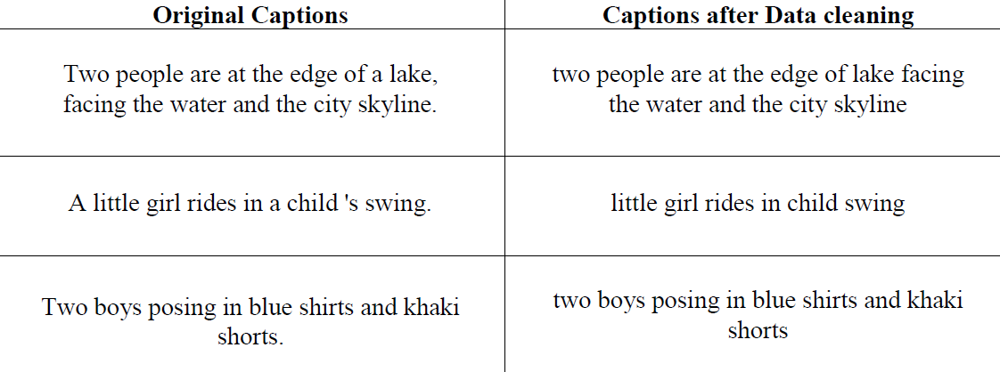 Original Captions
Captions after Data cleaning
Two people are at the edge of a lake,
facing the water and the city skyline.
two people are at the edge of lake facing
the water and the city skyline
A little girl rides in a child 's swing.
little girl rides in child swing
Two boys posing in blue shirts and khaki
shorts.
two boys posing in blue shirts and khaki
shorts